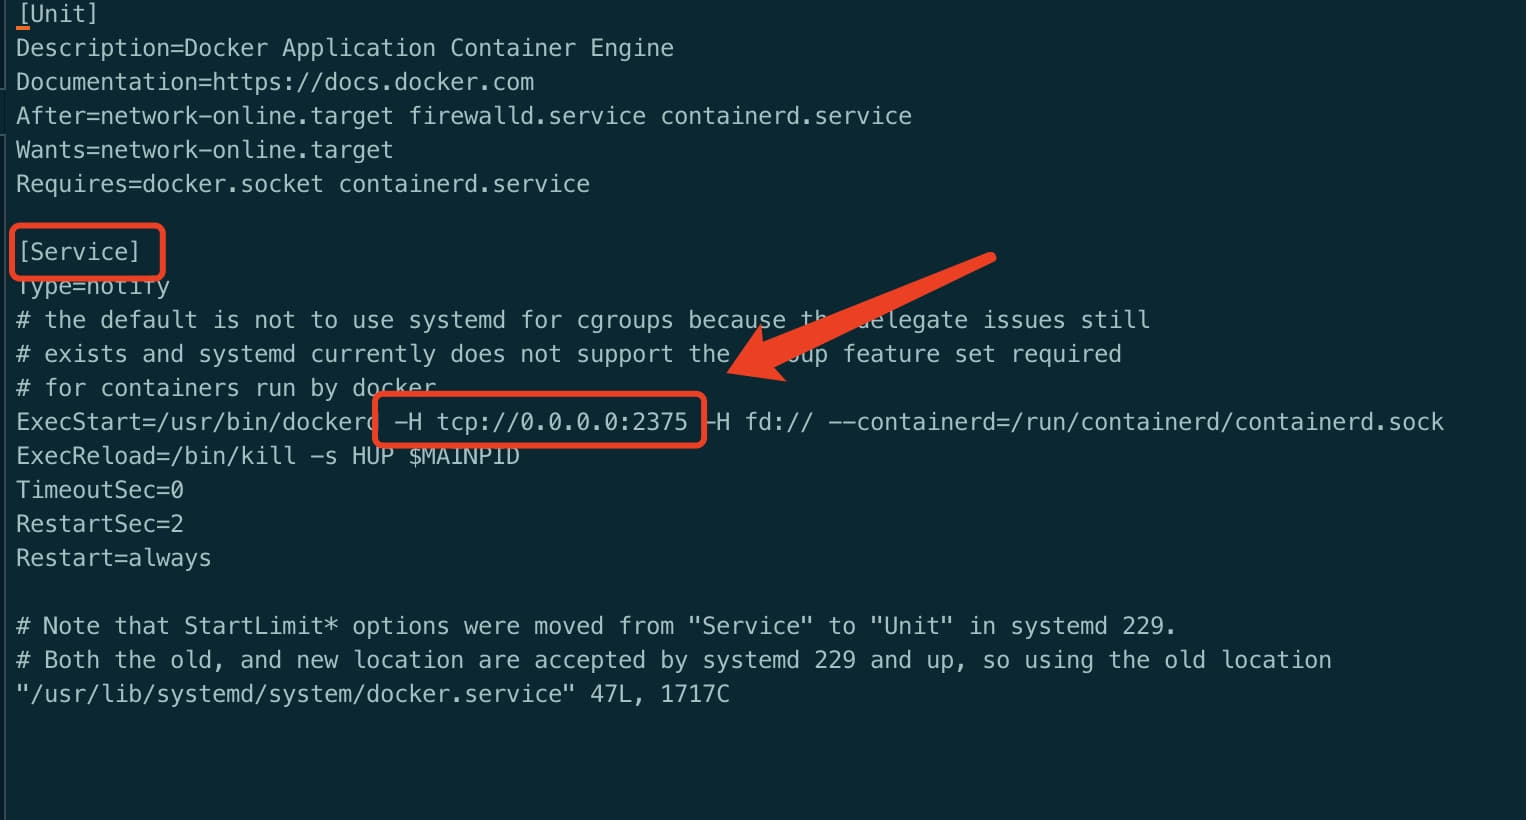 [Unit]
Description=Docker Application Container Engine
Documentation=https://docs.docker.com
After=network-online.target firewalld.service containerd.service
Wants=network-online.target
Requires=docker.socket containerd.service
[Service]
Type=notify
# the default is not to use systemd for cgroups because the delegate issues still
# exists and systemd currently does not support the cgroup feature set required
# for containers run by docker
ExecStart=/usr/bin/dockerd -H tcp://0.0.0.0:2375 -H fd:// --containerd=/run/containerd/containerd.sock
ExecReload=/bin/kill -s HUP $MAINPID
TimeoutSec=0
RestartSec=2
Restart=always
# Note that StartLimit* options were moved from "Service" to "Unit" in systemd 229.
# Both the old, and new location are accepted by systemd 229 and up, so using the old location
"/usr/lib/systemd/system/docker.service" 47L, 1717C